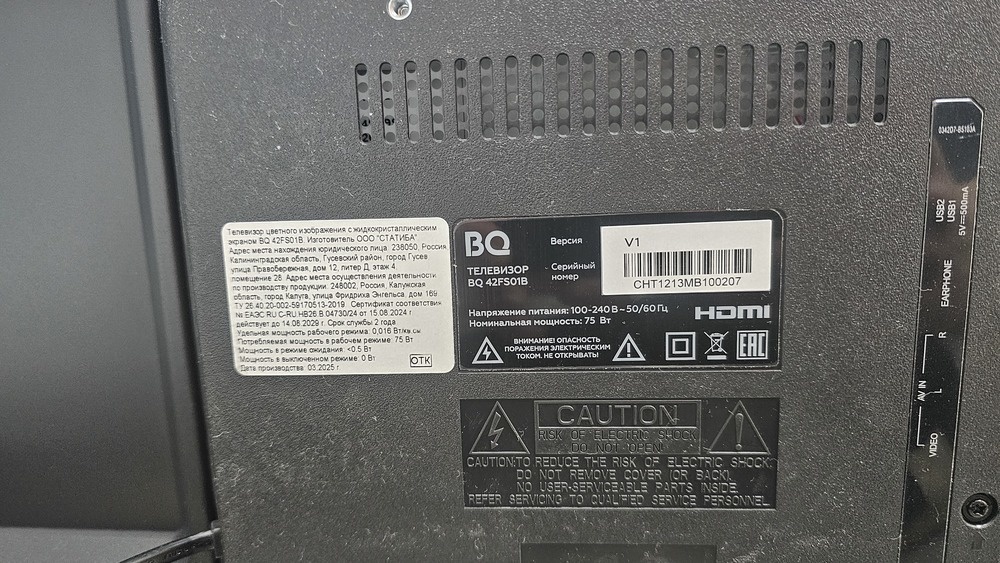 Телевизор цветного изображения с жидкокристаллическим
экраном BQ 42FS01B. Изготовитель ООО "СТАТИБА"
Адрес места нахождения юридического лица: 238050, Россия,
Калининградская область, Гусевский район, город Гусев,
улица Правобережная, дом 12, литер Д, этаж 4,
помещение 28. Адрес места осуществления деятельности
по производству продукции: 248002, Россия, Калужская
область, город Калуга, улица Фридриха Энгельса, дом 169
ТУ 26.40.20-002-59170513-2019. Сертификат соответствия
№ ЕАЭС RU C-RU.HB26.B.04730/24 от 15.08.2024 г
действует до 14.08.2029 г. Срок службы 2 года
Удельная мощность рабочего режима: 0,016 Вт/кв.см
Потребляемая мощность в рабочем режиме: 75 Вт
Мощность в режиме ожидания: <0.5 Вт
Мощность в выключенном режиме: 0 Вт
Дата производства: 03.2025 г
ОТК
BQ
ТЕЛЕВИЗОР
BQ 42FS01B
Версия
V1
Серийный
номер
CHT1213MB100207
Напряжение питания: 100-240 В ~ 50/60 Гц
Номинальная мощность: 75 Вт
HDMI
ВНИМАНИЕ! ОПАСНОСТЬ
ПОРАЖЕНИЯ ЭЛЕКТРИЧЕСКИМ
ТОКОМ. НЕ ОТКРЫВАТЬ!
EAC
CAUTION
RISK OF ELECTRIC SHOCK
DO NOT OPEN!
CAUTION:TO REDUCE THE RISK OF ELECTRIC SHOCK,
DO NOT REMOVE COVER (OR BACK).
NO USER-SERVICEABLE PARTS INSIDE.
REFER SERVICING TO QUALIFIED SERVICE PERSONNEL.
0342D7-B5103A
USB2
USB1
5V⎓500mA
EARPHONE
R
L
AV IN
VIDEO